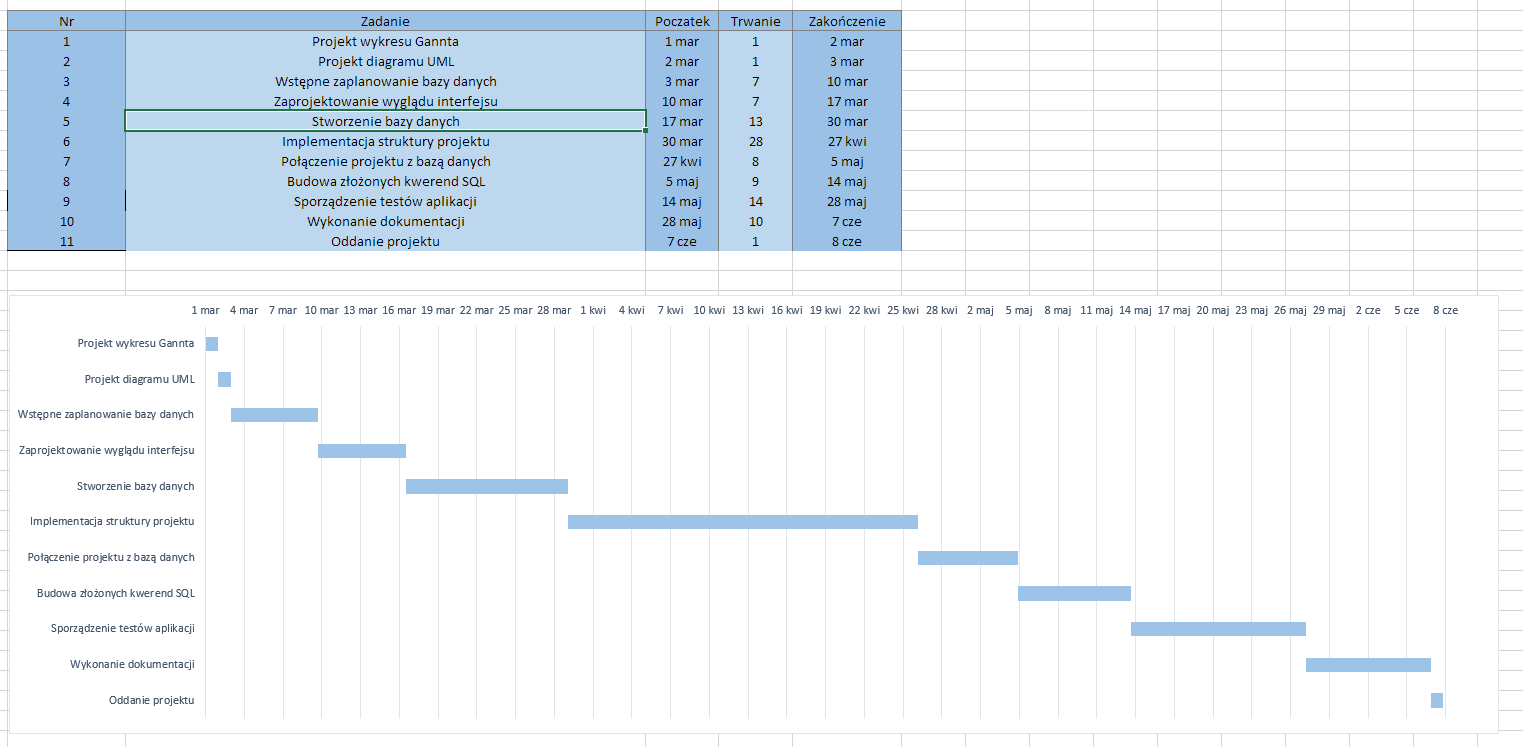 Nr Zadanie Poczatek Trwanie Zakończenie
1 Projekt wykresu Gannta 1 mar 1 2 mar
2 Projekt diagramu UML 2 mar 1 3 mar
3 Wstępne zaplanowanie bazy danych 3 mar 7 10 mar
4 Zaprojektowanie wyglądu interfejsu 10 mar 7 17 mar
5 Stworzenie bazy danych 17 mar 13 30 mar
6 Implementacja struktury projektu 30 mar 28 27 kwi
7 Połączenie projektu z bazą danych 27 kwi 8 5 maj
8 Budowa złożonych kwerend SQL 5 maj 9 14 maj
9 Sporządzenie testów aplikacji 14 maj 14 28 maj
10 Wykonanie dokumentacji 28 maj 10 7 cze
11 Oddanie projektu 7 cze 1 8 cze
1 mar 4 mar 7 mar 10 mar 13 mar 16 mar 19 mar 22 mar 25 mar 28 mar 1 kwi 4 kwi 7 kwi 10 kwi 13 kwi 16 kwi 19 kwi 22 kwi 25 kwi 28 kwi 2 maj 5 maj 8 maj 11 maj 14 maj 17 maj 20 maj 23 maj 26 maj 29 maj 2 cze 5 cze 8 cze
Projekt wykresu Gannta
Projekt diagramu UML
Wstępne zaplanowanie bazy danych
Zaprojektowanie wyglądu interfejsu
Stworzenie bazy danych
Implementacja struktury projektu
Połączenie projektu z bazą danych
Budowa złożonych kwerend SQL
Sporządzenie testów aplikacji
Wykonanie dokumentacji
Oddanie projektu